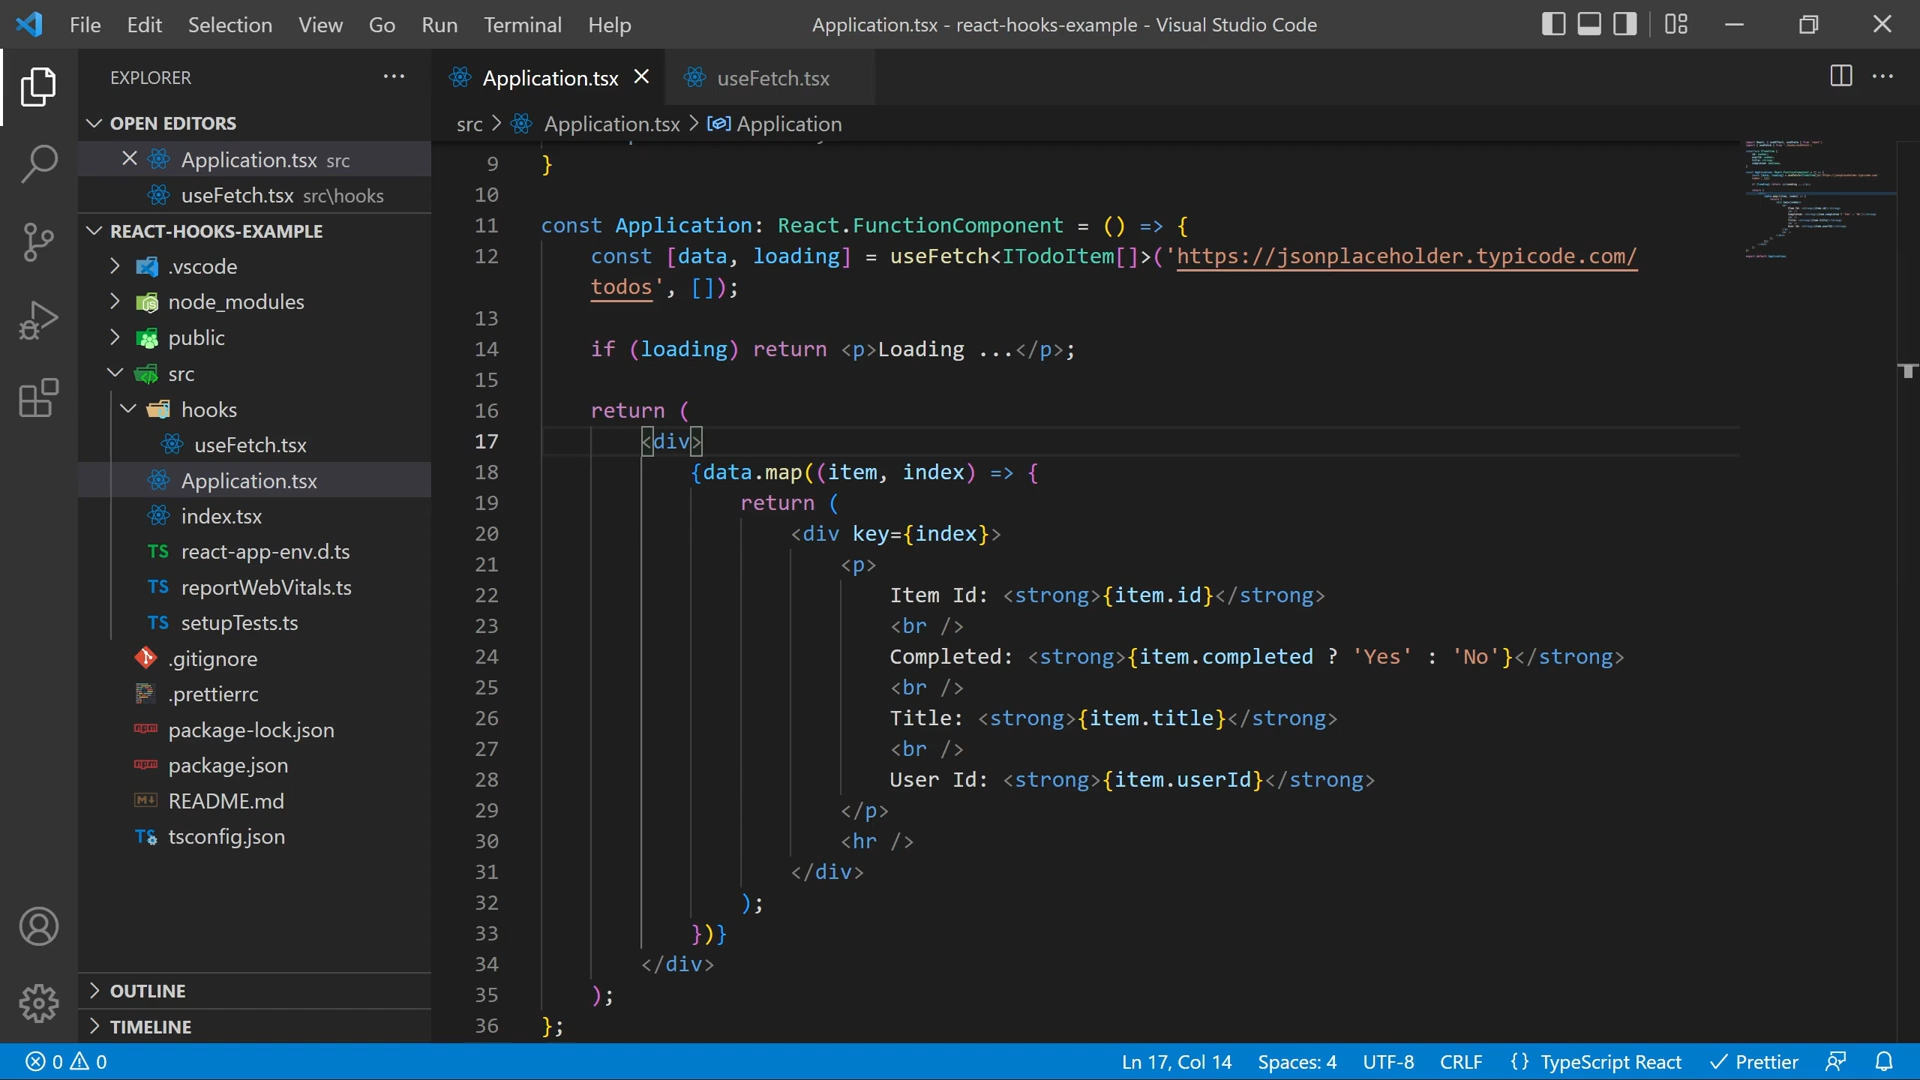 File Edit Selection View Go Run Terminal Help
Application.tsx - react-hooks-example - Visual Studio Code
EXPLORER
OPEN EDITORS
Application.tsx src
useFetch.tsx src\hooks
REACT-HOOKS-EXAMPLE
.vscode
node_modules
public
src
hooks
useFetch.tsx
Application.tsx
index.tsx
TS react-app-env.d.ts
TS reportWebVitals.ts
TS setupTests.ts
.gitignore
.prettierrc
package-lock.json
package.json
README.md
TS tsconfig.json
OUTLINE
TIMELINE
Application.tsx
useFetch.tsx
src > Application.tsx > Application
9 }
10
11 const Application: React.FunctionComponent = () => {
12 const [data, loading] = useFetch<ITodoItem[]>('https://jsonplaceholder.typicode.com/
todos', []);
13
14 if (loading) return <p>Loading ...</p>;
15
16 return (
17 <div>
18 {data.map((item, index) => {
19 return (
20 <div key={index}>
21 <p>
22 Item Id: <strong>{item.id}</strong>
23 <br />
24 Completed: <strong>{item.completed ? 'Yes' : 'No'}</strong>
25 <br />
26 Title: <strong>{item.title}</strong>
27 <br />
28 User Id: <strong>{item.userId}</strong>
29 </p>
30 <hr />
31 </div>
32 );
33 })}
34 </div>
35 );
36 };
0 0
Ln 17, Col 14 Spaces: 4 UTF-8 CRLF {} TypeScript React Prettier